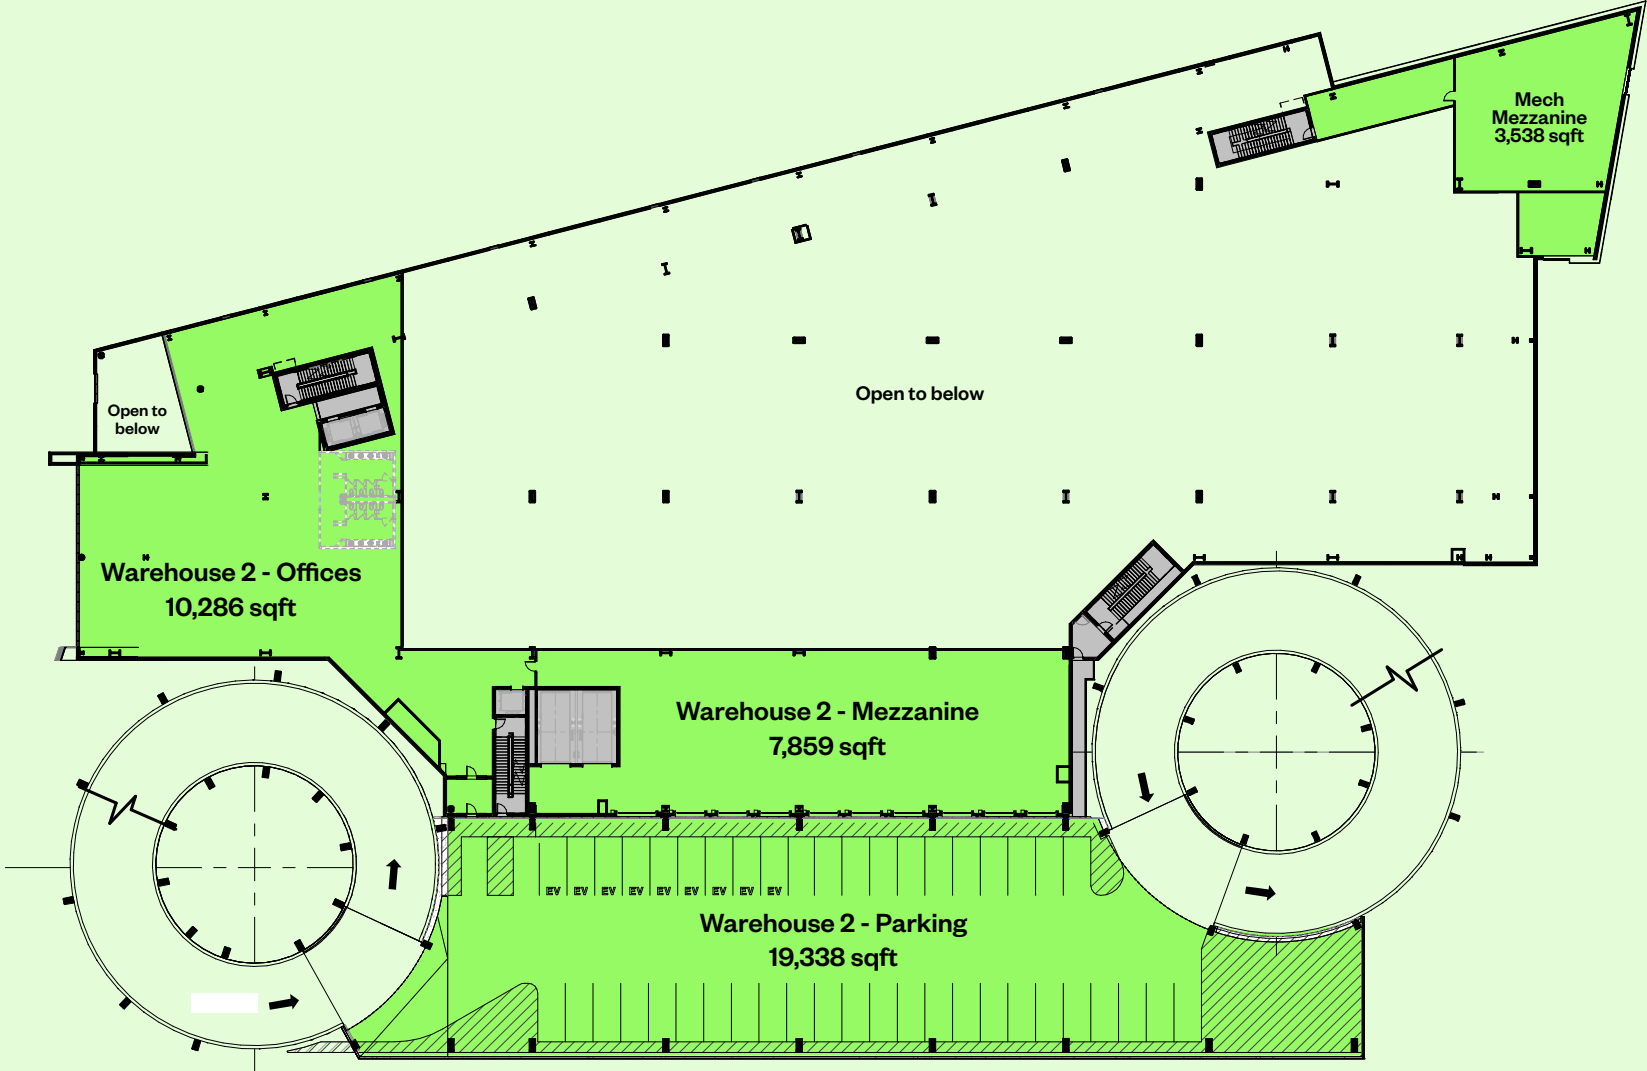 Mech
Mezzanine
3,538 sqft
Open to below
Open to
below
Warehouse 2 - Offices
10,286 sqft
Warehouse 2 - Mezzanine
7,859 sqft
EV EV EV EV EV EV EV EV EV
Warehouse 2 - Parking
19,338 sqft